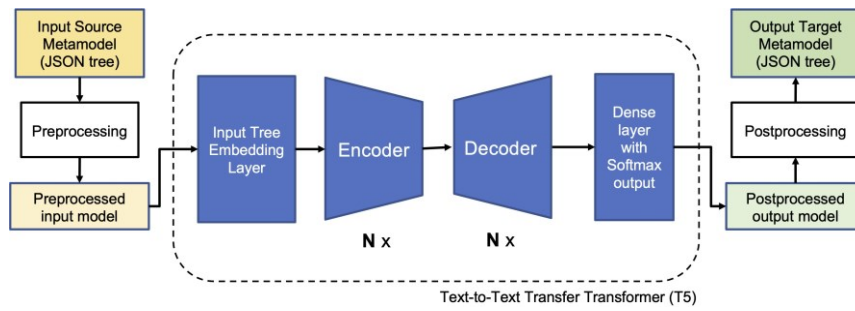 Input Source
Metamodel
(JSON tree)
Preprocessing
Preprocessed
input model
Input Tree
Embedding
Layer
Encoder
N x
Decoder
N x
Dense
layer
with
Softmax
output
Output Target
Metamodel
(JSON tree)
Postprocessing
Postprocessed
output model
Text-to-Text Transfer Transformer (T5)